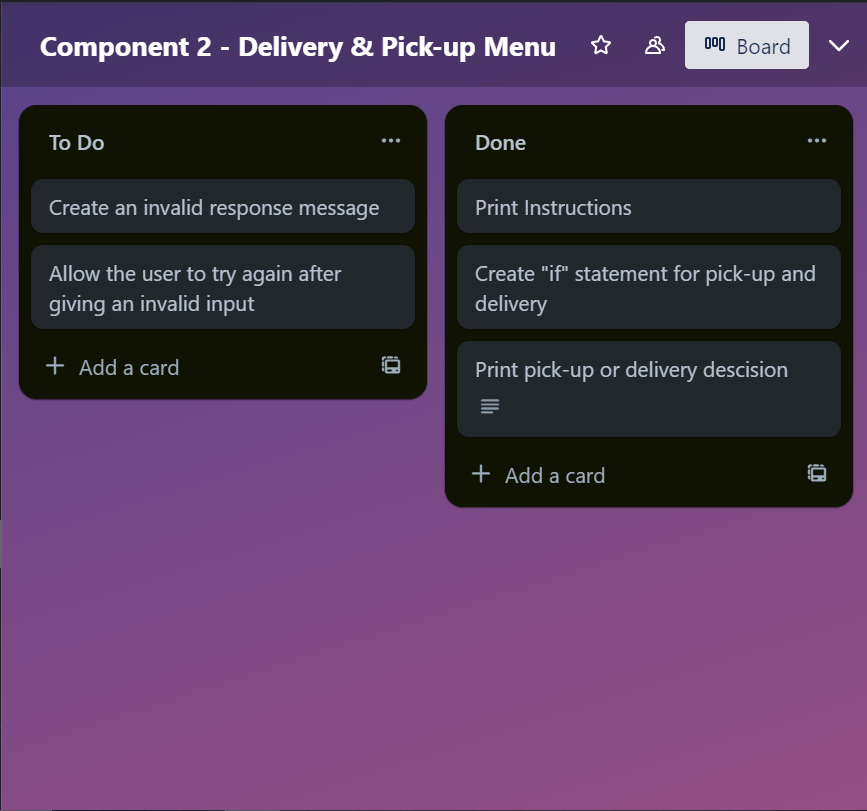 Component 2 - Delivery & Pick-up Menu
Board
To Do
Create an invalid response message
Allow the user to try again after
giving an invalid input
Add a card
Done
Print Instructions
Create "if" statement for pick-up and
delivery
Print pick-up or delivery descision
Add a card